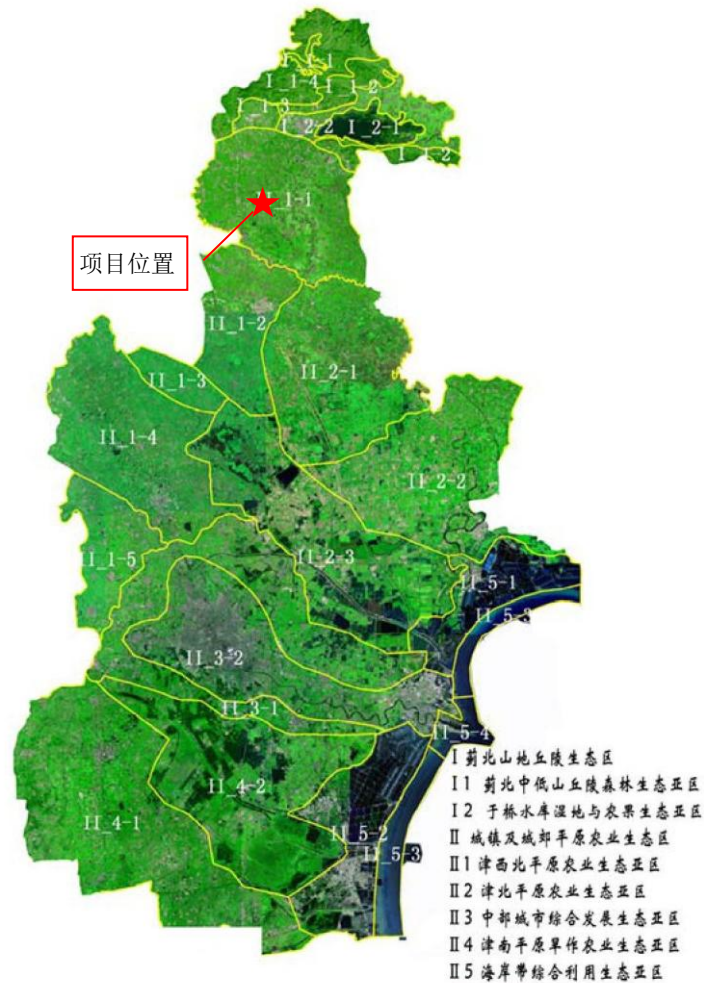 I_1-1
I_1-4
I_1-2
I_1-3
I_2-2
I_2-1
I_1-2
II_1-1
项目位置
II_1-2
II_1-3
II_2-1
II_1-4
II_2-2
II_1-5
II_2-3
II_5-1
II_5-3
II_3-2
II_3-1
II_5-4
II_4-2
II_4-1
II_5-2
II_5-3
I 蓟北山地丘陵生态区
I1 蓟北中低山丘陵森林生态亚区
I2 于桥水库湿地与农果生态亚区
II 城镇及城郊平原农业生态区
II1 津西北平原农业生态亚区
II2 津北平原农业生态亚区
II3 中部城市综合发展生态亚区
II4 津南平原旱作农业生态亚区
II5 海岸带综合利用生态亚区